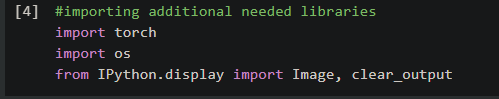 [4] #importing additional needed libraries
import torch
import os
from IPython.display import Image, clear_output